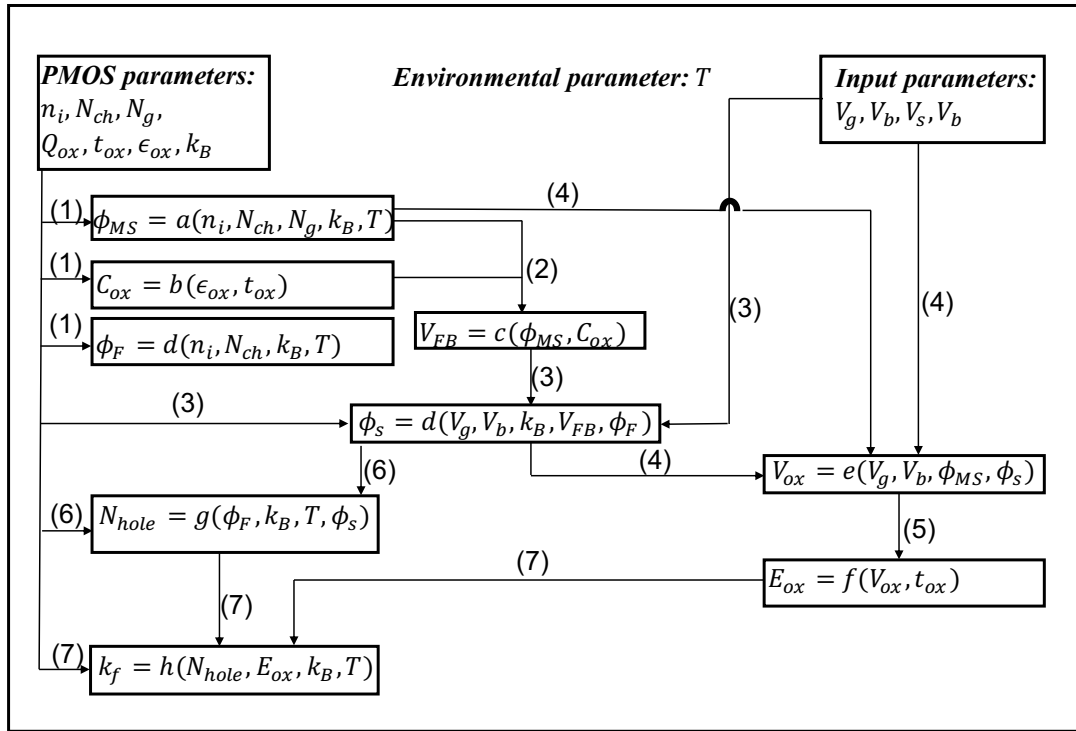 PMOS parameters:
n_i, N_ch, N_g,
Q_ox, t_ox, ϵ_ox, k_B
Environmental parameter: T
Input parameters:
V_g, V_b, V_s, V_b
(1)
ϕ_MS = a(n_i, N_ch, N_g, k_B, T)
(4)
(1)
C_ox = b(ϵ_ox, t_ox)
(2)
(3)
(4)
(1)
ϕ_F = d(n_i, N_ch, k_B, T)
V_FB = c(ϕ_MS, C_ox)
(3)
(3)
ϕ_s = d(V_g, V_b, k_B, V_FB, ϕ_F)
(6)
(4)
V_ox = e(V_g, V_b, ϕ_MS, ϕ_s)
(6)
N_hole = g(ϕ_F, k_B, T, ϕ_s)
(5)
(7)
(7)
E_ox = f(V_ox, t_ox)
(7)
k_f = h(N_hole, E_ox, k_B, T)